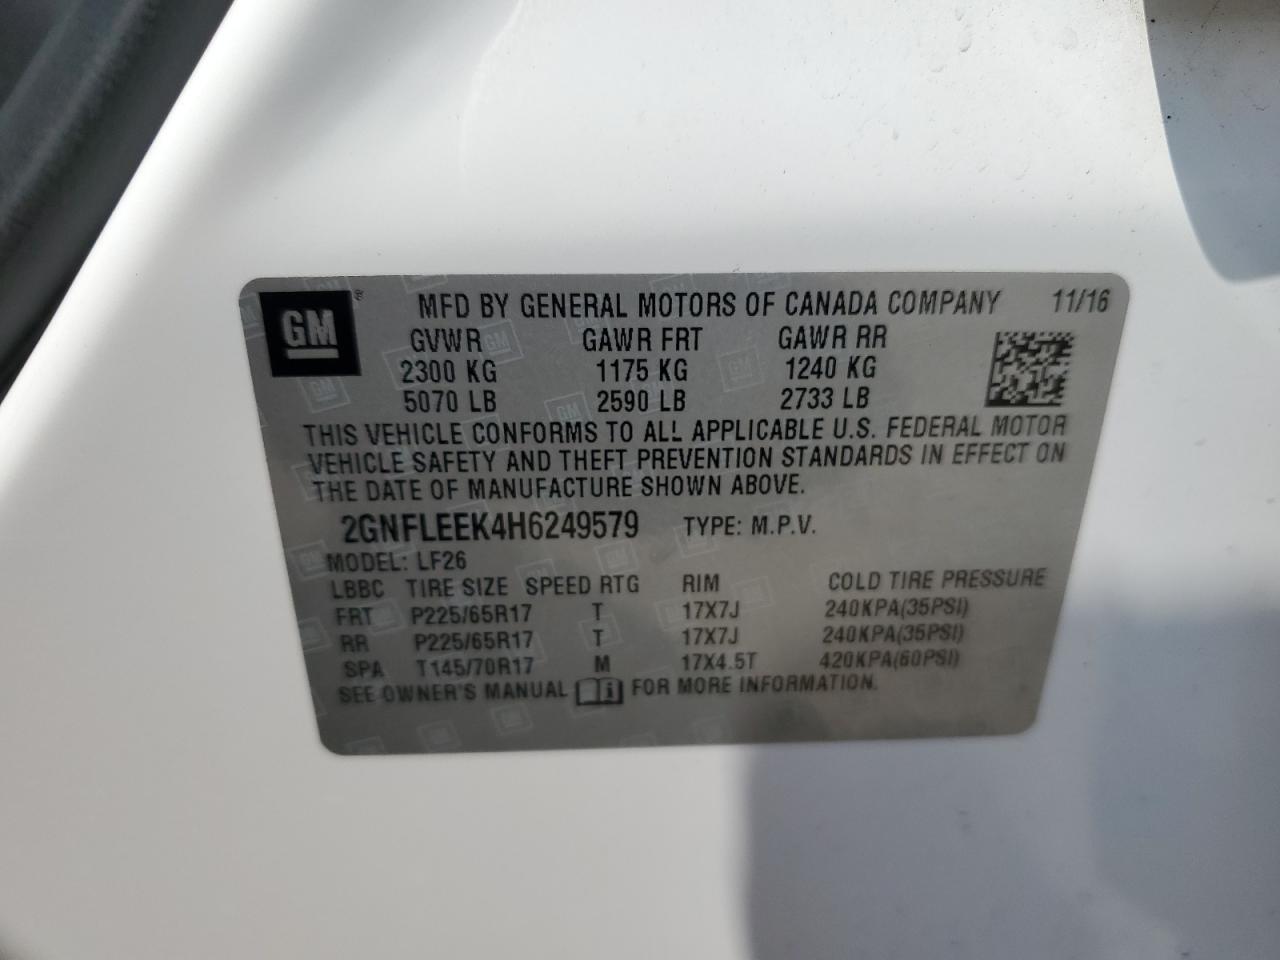 GM ® MFD BY GENERAL MOTORS OF CANADA COMPANY 11/16
GVWR GAWR FRT GAWR RR
2300 KG 1175 KG 1240 KG
5070 LB 2590 LB 2733 LB
THIS VEHICLE CONFORMS TO ALL APPLICABLE U.S. FEDERAL MOTOR
VEHICLE SAFETY AND THEFT PREVENTION STANDARDS IN EFFECT ON
THE DATE OF MANUFACTURE SHOWN ABOVE.
2GNFLEEK4H6249579 TYPE: M.P.V.
MODEL: LF26
LBBC TIRE SIZE SPEED RTG RIM COLD TIRE PRESSURE
FRT P225/65R17 T 17X7J 240KPA(35PSI)
RR P225/65R17 T 17X7J 240KPA(35PSI)
SPA T145/70R17 M 17X4.5T 420KPA(60PSI)
SEE OWNER'S MANUAL FOR MORE INFORMATION.